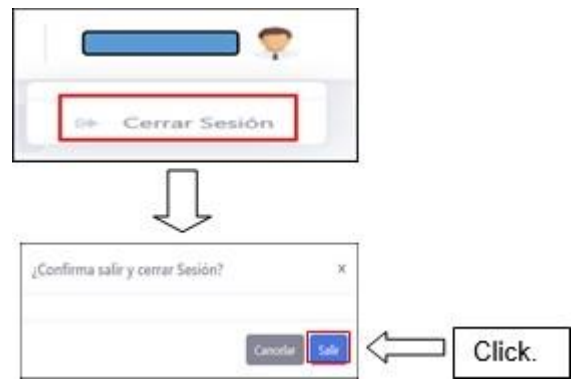 Cerrar Sesión
¿Confirma salir y cerrar Sesión? x
Cancelar Salir
Click.